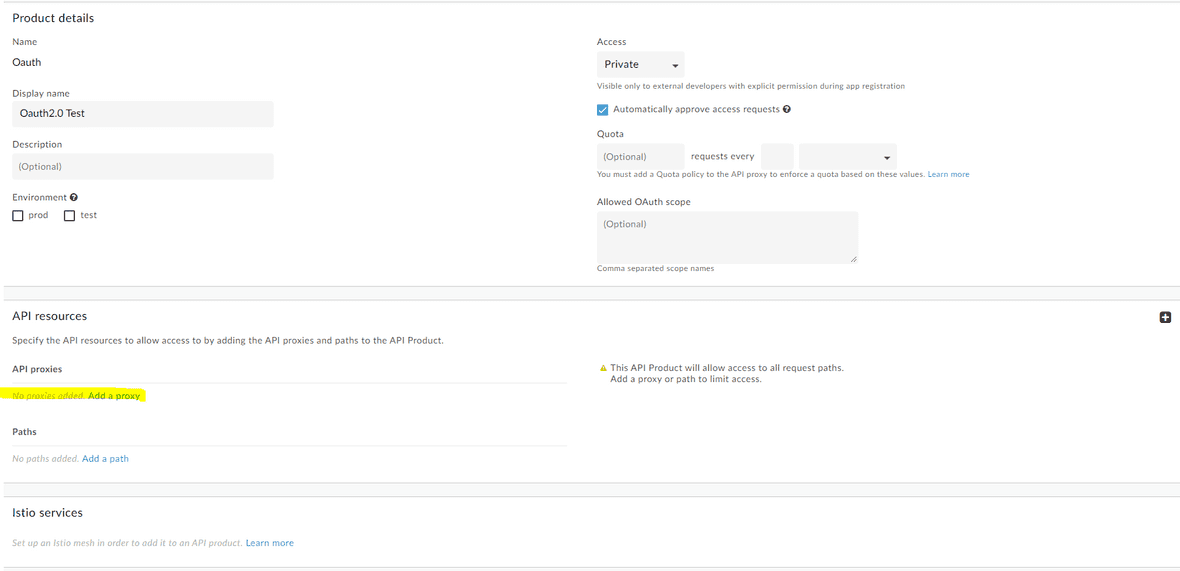 Product details
Name
Oauth
Display name
Oauth2.0 Test
Description
(Optional)
Environment
prod test
Access
Private
Visible only to external developers with explicit permission during app registration
Automatically approve access requests
Quota
(Optional) requests every
You must add a Quota policy to the API proxy to enforce a quota based on these values. Learn more
Allowed OAuth scope
(Optional)
Comma separated scope names
API resources
Specify the API resources to allow access to by adding the API proxies and paths to the API Product.
API proxies
No proxies added. Add a proxy
This API Product will allow access to all request paths.
Add a proxy or path to limit access.
Paths
No paths added. Add a path
Istio services
Set up an Istio mesh in order to add it to an API product. Learn more